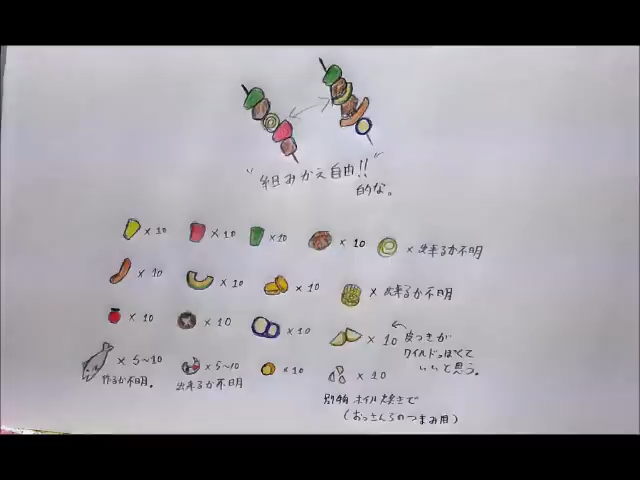 "組みかえ自由!!"
的な。
×10 ×10 ×10 ×10 ×出来るか不明
×10 ×10 ×10 ×出来るか不明
×10 ×10 ×10 ×10 ← 皮つきが
ワイルドっぽくて
いいと思う。
×5~10 ×5~10 ×10 ×10
作るか不明。 出来るか不明
別物 ホイル焼きで
(おっさんらのつまみ用)